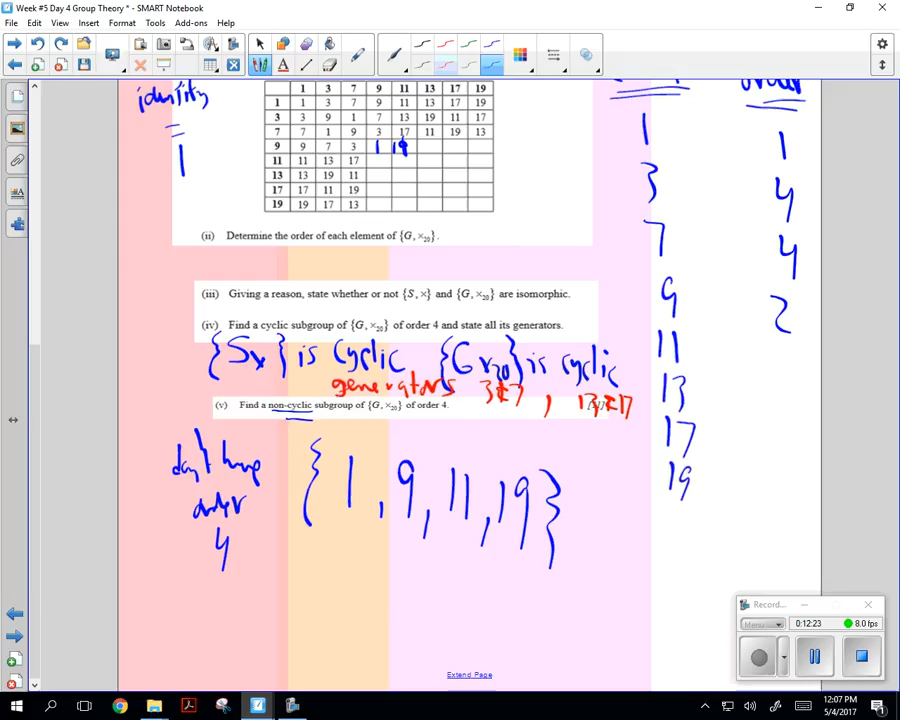 Week #5 Day 4 Group Theory * - SMART Notebook
File Edit View Insert Format Tools Add-ons Help
identity
=
1
order
1 3 7 9 11 13 17 19
1 1 3 7 9 11 13 17 19
3 3 9 1 7 13 19 11 17
7 7 1 9 3 17 11 19 13
9 9 7 3 1 19
11 11 13 17
13 13 19 11
17 17 11 19
19 19 17 13
1 1
3 4
7 4
9 2
11
13
17
19
(ii) Determine the order of each element of {G, ×₂₀}.
(iii) Giving a reason, state whether or not {S, ×} and {G, ×₂₀} are isomorphic.
(iv) Find a cyclic subgroup of {G, ×₂₀} of order 4 and state all its generators.
{Sx} is cyclic {G x20} is cyclic
generators 3&7, 13&17
(v) Find a non-cyclic subgroup of {G, ×₂₀} of order 4.
don't have
order
4
{1, 9, 11, 19}
Extend Page
Record...
Menu 0:12:23 8.0 fps
12:07 PM
5/4/2017